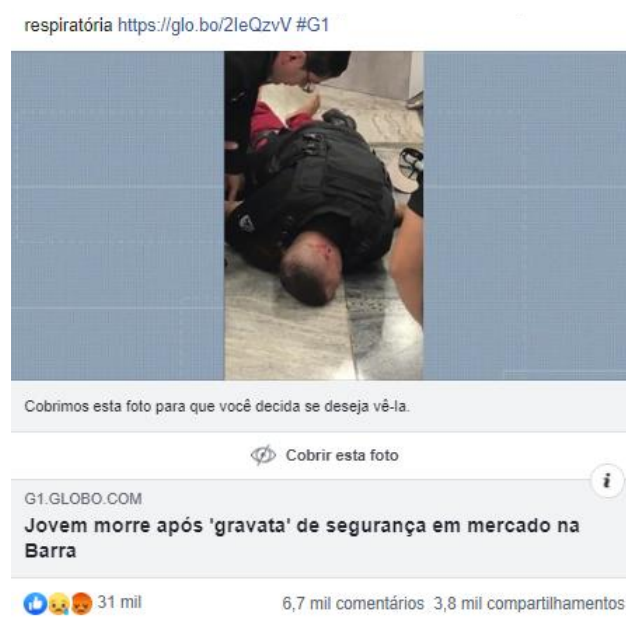 respiratória https://glo.bo/2IeQzvV #G1
Cobrimos esta foto para que você decida se deseja vê-la.
Cobrir esta foto
i
G1.GLOBO.COM
Jovem morre após 'gravata' de segurança em mercado na
Barra
31 mil
6,7 mil comentários 3,8 mil compartilhamentos